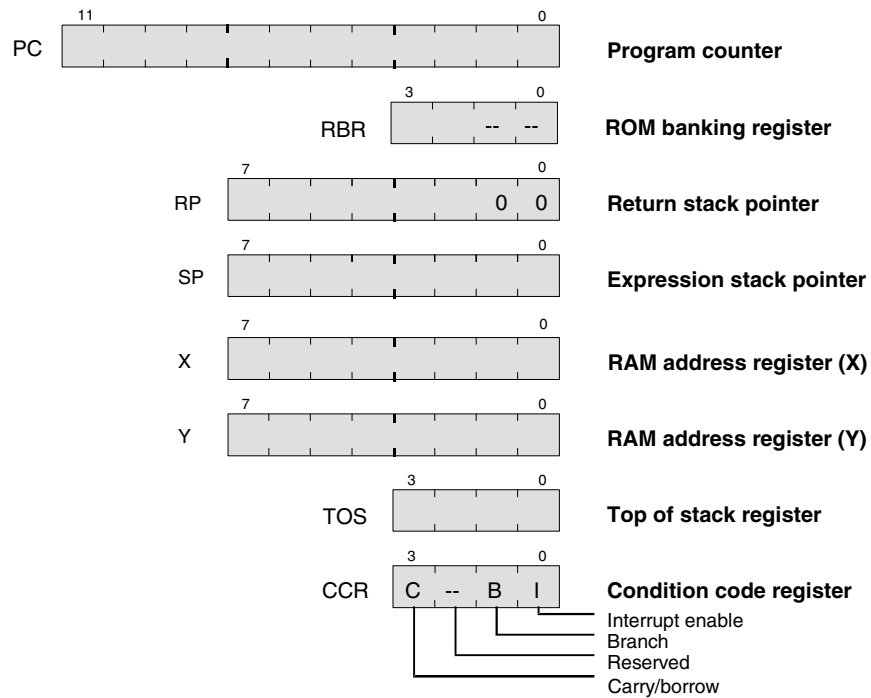 11 0
PC Program counter
3 0
RBR -- -- ROM banking register
7 0
RP 0 0 Return stack pointer
7 0
SP Expression stack pointer
7 0
X RAM address register (X)
7 0
Y RAM address register (Y)
3 0
TOS Top of stack register
3 0
CCR C -- B I Condition code register
Interrupt enable
Branch
Reserved
Carry/borrow